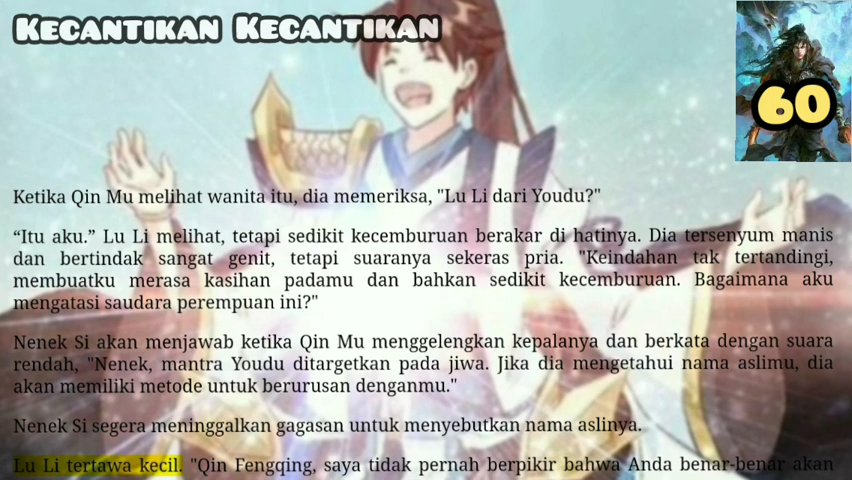 Kecantikan Kecantikan
60
Ketika Qin Mu melihat wanita itu, dia memeriksa, "Lu Li dari Youdu?"
“Itu aku.” Lu Li melihat, tetapi sedikit kecemburuan berakar di hatinya. Dia tersenyum manis
dan bertindak sangat genit, tetapi suaranya sekeras pria. "Keindahan tak tertandingi,
membuatku merasa kasihan padamu dan bahkan sedikit kecemburuan. Bagaimana aku
mengatasi saudara perempuan ini?"
Nenek Si akan menjawab ketika Qin Mu menggelengkan kepalanya dan berkata dengan suara
rendah, "Nenek, mantra Youdu ditargetkan pada jiwa. Jika dia mengetahui nama aslimu, dia
akan memiliki metode untuk berurusan denganmu."
Nenek Si segera meninggalkan gagasan untuk menyebutkan nama aslinya.
Lu Li tertawa kecil. "Qin Fengqing, saya tidak pernah berpikir bahwa Anda benar-benar akan